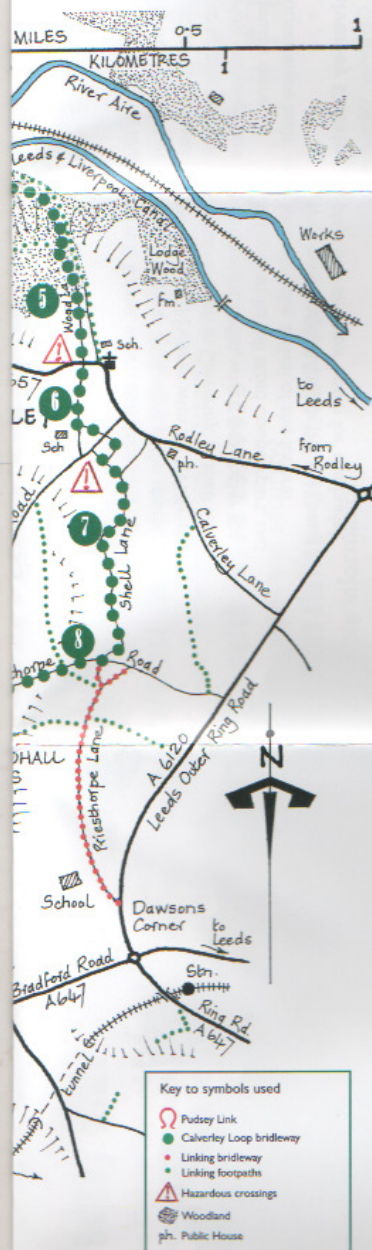 MILES 0.5 1
KILOMETRES 1
River Aire
Leeds & Liverpool Canal
Works
Lodge
Wood
Fm.
5
Wood La
Sch.
to
Leeds
657
6
LE
Sch
Rodley Lane
from
Rodley
ph.
Road
7
Shell Lane
Calverley Lane
8
thorpe
Road
Priesthorpe Lane
A 6120
Leeds Outer Ring Road
N
DHALL
S
School
Dawsons
Corner
to
Leeds
Bradford Road
A647
Stn.
Ring Rd.
A647
tunnel
Key to symbols used
Pudsey Link
Calverley Loop bridleway
Linking bridleway
Linking footpaths
! Hazardous crossings
Woodland
ph. Public House